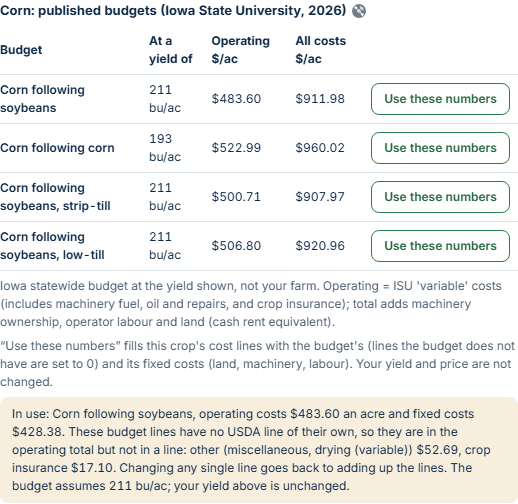 Corn: published budgets (Iowa State University, 2026)
Budget
At a yield of
Operating $/ac
All costs $/ac
Corn following soybeans
211 bu/ac
$483.60
$911.98
Use these numbers
Corn following corn
193 bu/ac
$522.99
$960.02
Use these numbers
Corn following soybeans, strip-till
211 bu/ac
$500.71
$907.97
Use these numbers
Corn following soybeans, low-till
211 bu/ac
$506.80
$920.96
Use these numbers
Iowa statewide budget at the yield shown, not your farm. Operating = ISU 'variable' costs
(includes machinery fuel, oil and repairs, and crop insurance); total adds machinery
ownership, operator labour and land (cash rent equivalent).
“Use these numbers” fills this crop's cost lines with the budget's (lines the budget does not
have are set to 0) and its fixed costs (land, machinery, labour). Your yield and price are not
changed.
In use: Corn following soybeans, operating costs $483.60 an acre and fixed costs
$428.38. These budget lines have no USDA line of their own, so they are in the
operating total but not in a line: other (miscellaneous, drying (variable)) $52.69, crop
insurance $17.10. Changing any single line goes back to adding up the lines. The
budget assumes 211 bu/ac; your yield above is unchanged.